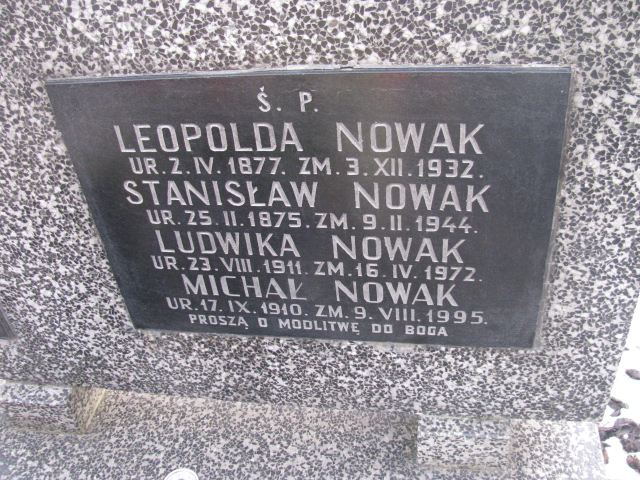 Ś. P.
LEOPOLDA NOWAK
UR. 2. IV. 1877. ZM. 3. XII. 1932.
STANISŁAW NOWAK
UR. 25. II. 1875. ZM. 9. II. 1944.
LUDWIKA NOWAK
UR. 23. VIII. 1911. ZM. 16. IV. 1972.
MICHAŁ NOWAK
UR. 17. IX. 1910. ZM. 9. VIII. 1995.
PROSZĄ O MODLITWĘ DO BOGA